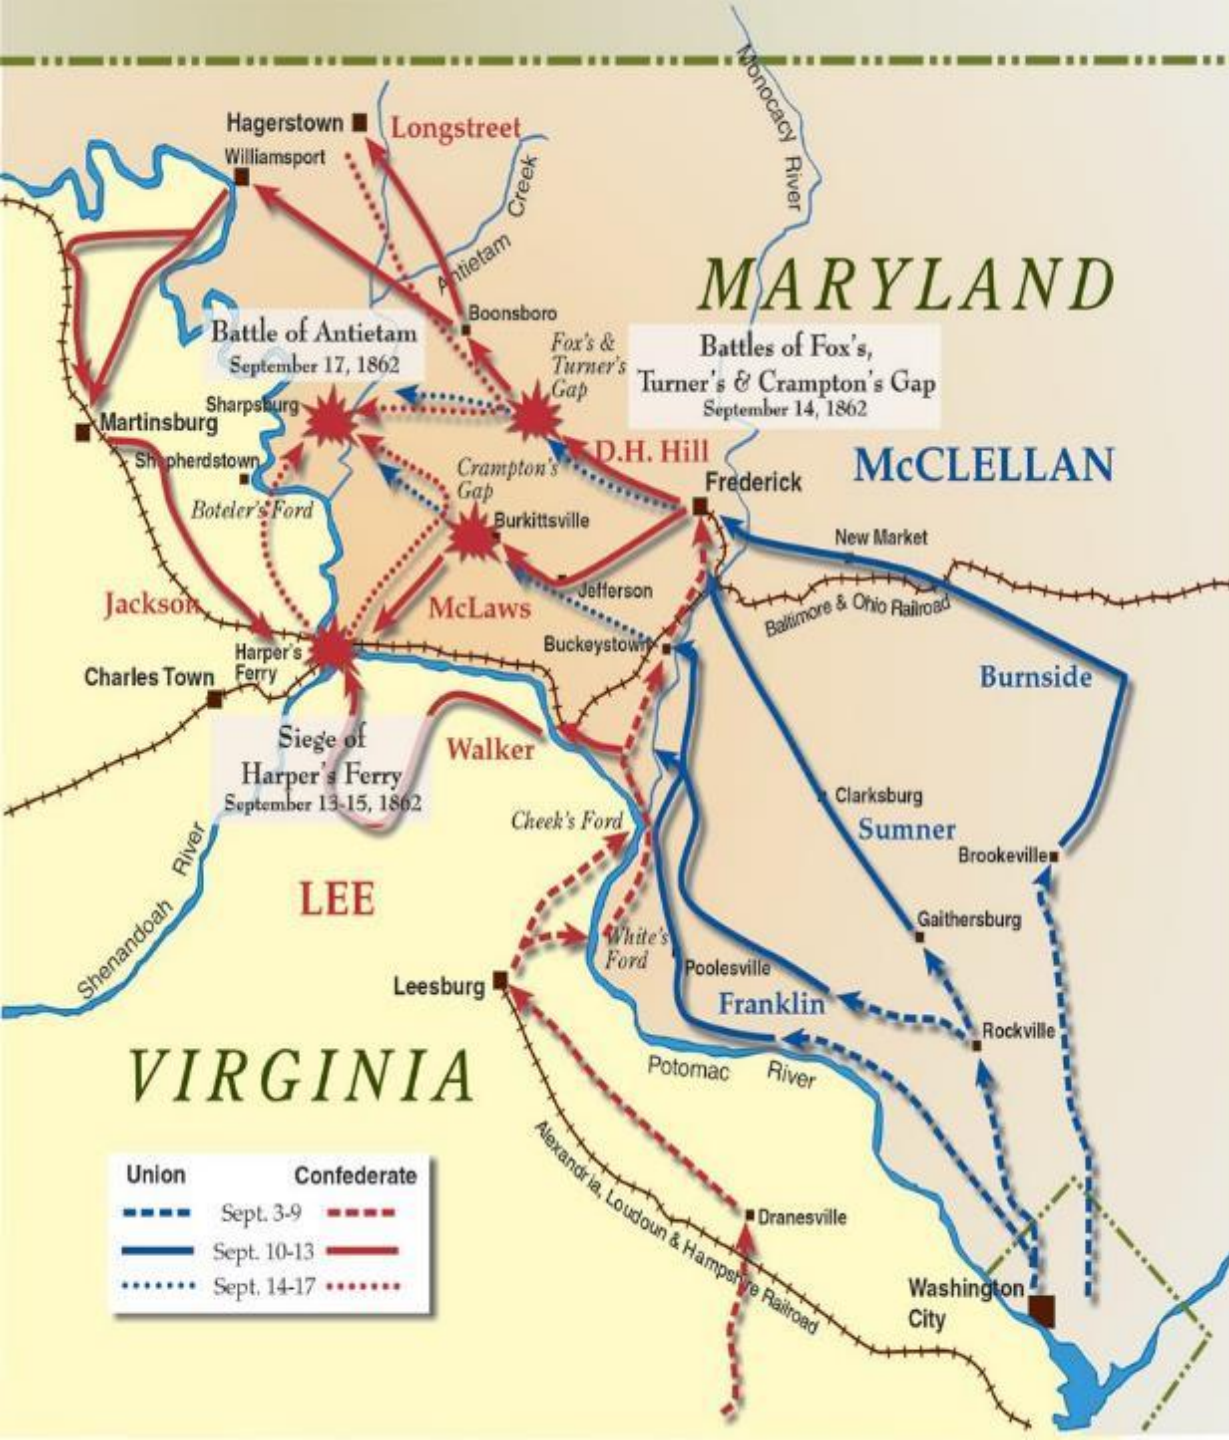 Monocacy River
Hagerstown
Longstreet
Williamsport
Antietam Creek
MARYLAND
Boonsboro
Battle of Antietam
September 17, 1862
Fox's &
Turner's
Gap
Battles of Fox's,
Turner's & Crampton's Gap
September 14, 1862
Sharpsburg
Martinsburg
D.H. Hill
McCLELLAN
Shepherdstown
Crampton's
Gap
Frederick
Boteler's Ford
Burkittsville
New Market
Jefferson
Jackson
McLaws
Baltimore & Ohio Railroad
Harper's
Ferry
Buckeystown
Charles Town
Burnside
Siege of
Harper's Ferry
September 13-15, 1862
Walker
Clarksburg
Cheek's Ford
Sumner
Brookeville
Shenandoah River
LEE
Gaithersburg
White's
Ford
Poolesville
Leesburg
Franklin
Rockville
VIRGINIA
Potomac River
Alexandria, Loudoun & Hampshire Railroad
Union Confederate
Sept. 3-9
Sept. 10-13
Sept. 14-17
Dranesville
Washington
City